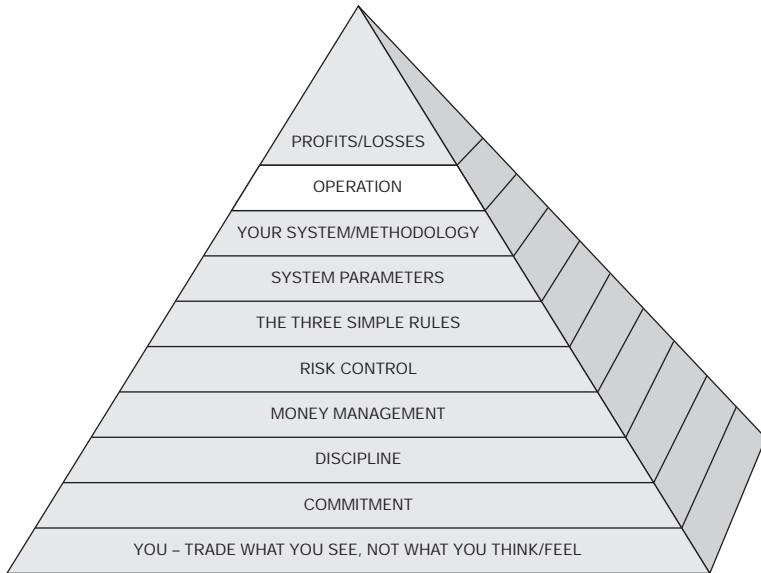 PROFITS/LOSSES
OPERATION
YOUR SYSTEM/METHODOLOGY
SYSTEM PARAMETERS
THE THREE SIMPLE RULES
RISK CONTROL
MONEY MANAGEMENT
DISCIPLINE
COMMITMENT
YOU – TRADE WHAT YOU SEE, NOT WHAT YOU THINK/FEEL